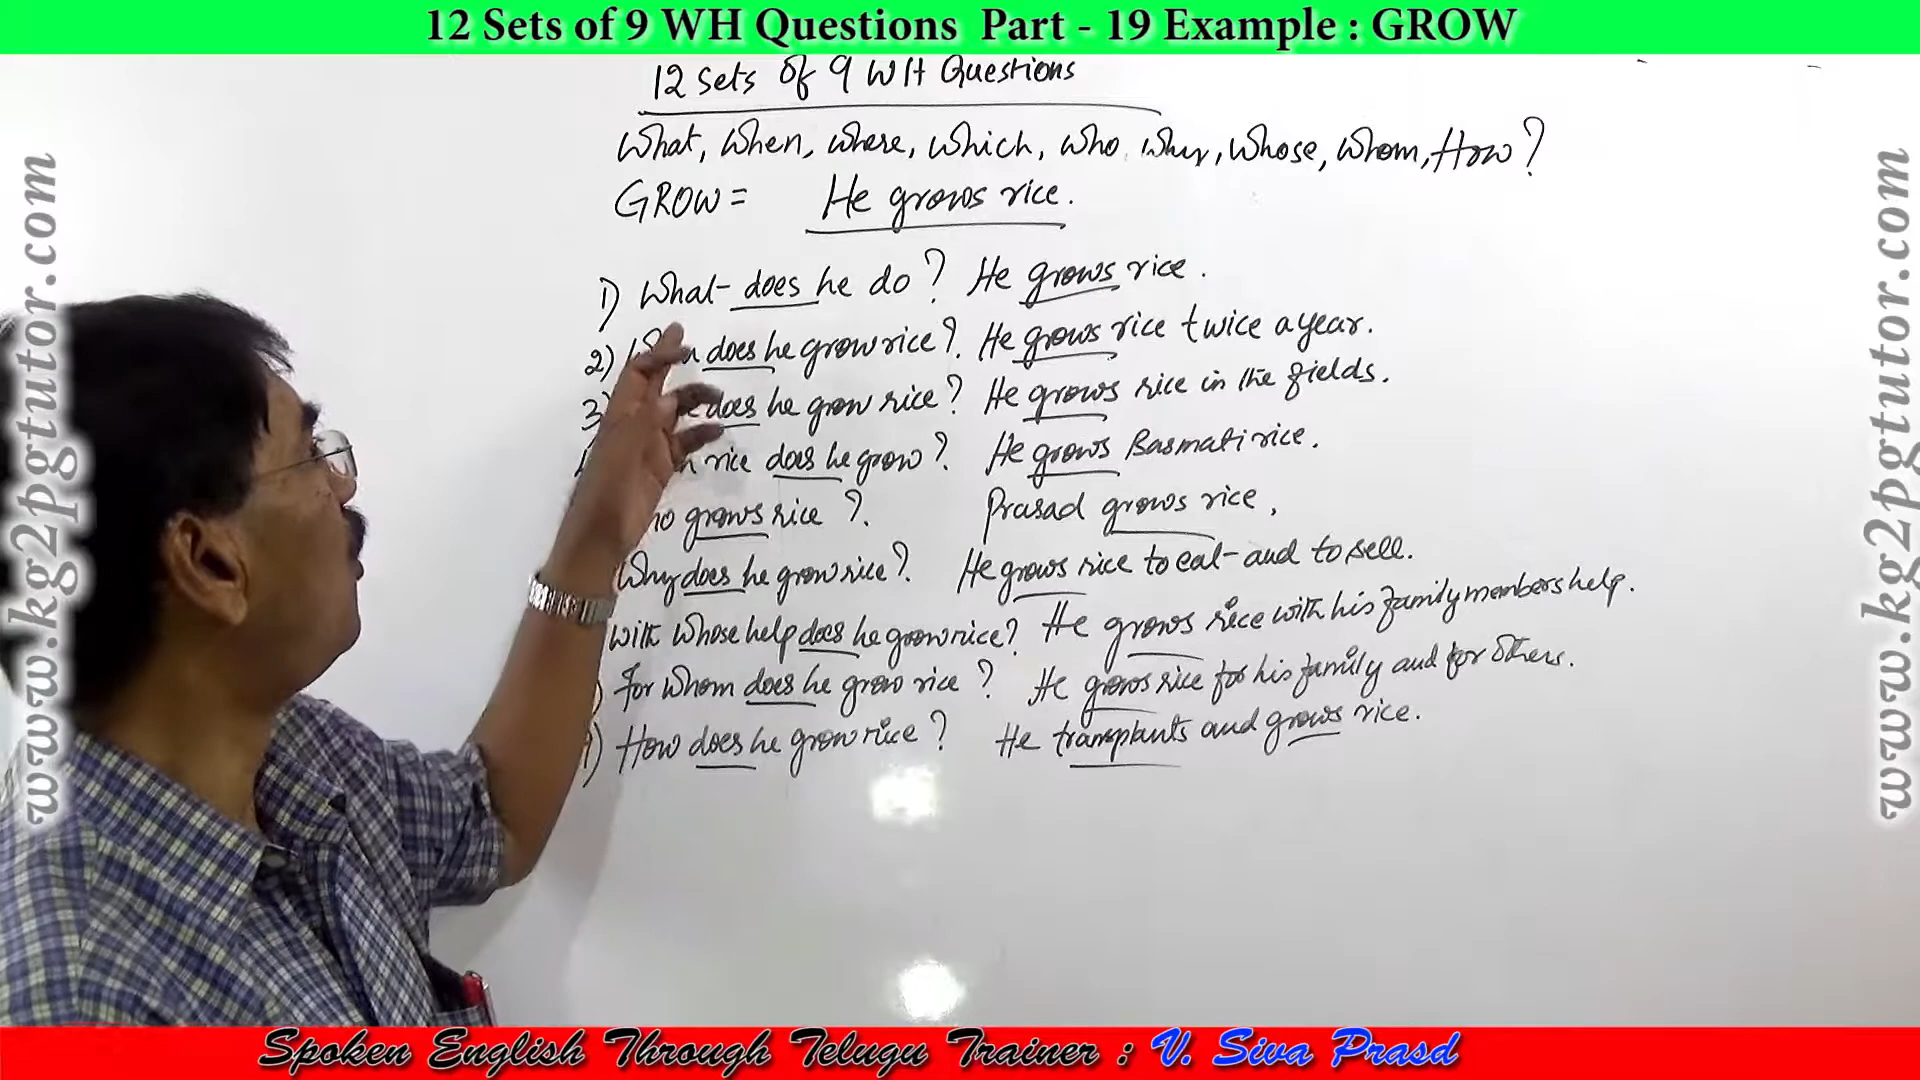 12 Sets of 9 WH Questions Part - 19 Example : GROW
12 Sets of 9 WH Questions
What, When, Where, Which, Who, Why, Whose, Whom, How?
GROW = He grows rice.
1) What does he do? He grows rice.
2) does he grow rice? He grows rice twice a year.
3) does he grow rice? He grows rice in the fields.
rice does he grow? He grows Basmati rice.
grows rice? Prasad grows rice,
Why does he grow rice? He grows rice to eat and to sell.
With whose help does he grow rice? He grows rice with his family members help.
) For whom does he grow rice? He grows rice for his family and for others.
) How does he grow rice? He transplants and grows rice.
www.kg2pgtutor.com
www.kg2pgtutor.com
Spoken English Through Telugu Trainer : V. Siva Prasd